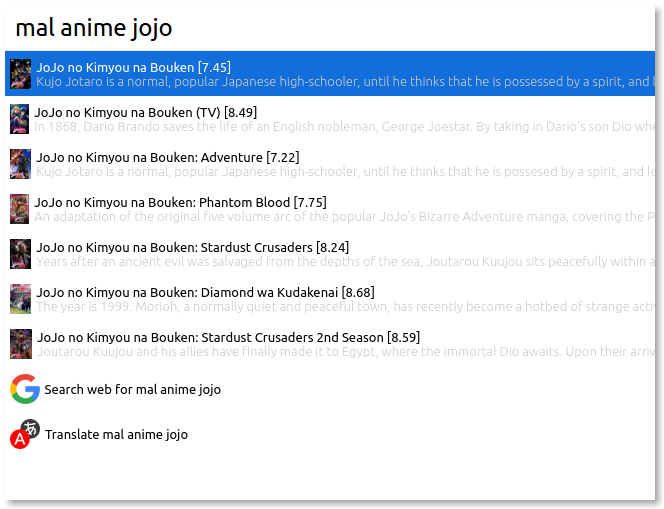 mal anime jojo
JoJo no Kimyou na Bouken [7.45]
Kujo Jotaro is a normal, popular Japanese high-schooler, until he thinks that he is possessed by a spirit, and l
JoJo no Kimyou na Bouken (TV) [8.49]
In 1868, Dario Brando saves the life of an English nobleman, George Joestar. By taking in Dario's son Dio whe
JoJo no Kimyou na Bouken: Adventure [7.22]
Kujo Jotaro is a normal, popular Japanese high-schooler, until he thinks that he is possesed by a spirit, and lo
JoJo no Kimyou na Bouken: Phantom Blood [7.75]
An adaptation of the original five volume arc of the popular JoJo's Bizarre Adventure manga, covering the P
JoJo no Kimyou na Bouken: Stardust Crusaders [8.24]
Years after an ancient evil was salvaged from the depths of the sea, Joutarou Kuujou sits peacefully within a
JoJo no Kimyou na Bouken: Diamond wa Kudakenai [8.68]
The year is 1999. Morioh, a normally quiet and peaceful town, has recently become a hotbed of strange activ
JoJo no Kimyou na Bouken: Stardust Crusaders 2nd Season [8.59]
Joutarou Kuujou and his allies have finally made it to Egypt, where the immortal Dio awaits. Upon their arriv
Search web for mal anime jojo
あ
A
Translate mal anime jojo